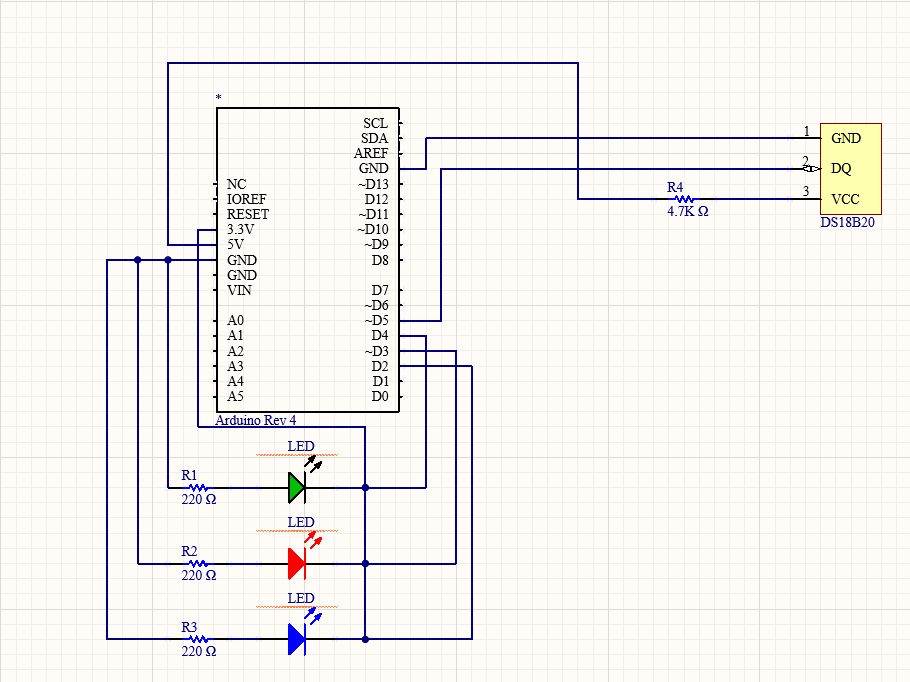 *
SCL
SDA
AREF
GND
NC ~D13
IOREF D12
RESET ~D11
3.3V ~D10
5V ~D9
GND D8
GND
VIN D7
~D6
A0 ~D5
A1 D4
A2 ~D3
A3 D2
A4 D1
A5 D0
Arduino Rev 4
1 GND
2 DQ
3 VCC
DS18B20
R4
4.7K Ω
LED
R1
220 Ω
LED
R2
220 Ω
LED
R3
220 Ω